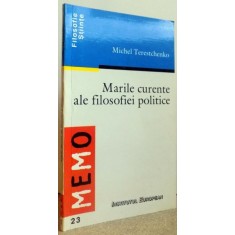 Filosofie
Științe
Michel Terestchenko
Marile curente
ale filosofiei politice
MEMO
23
Institutul European